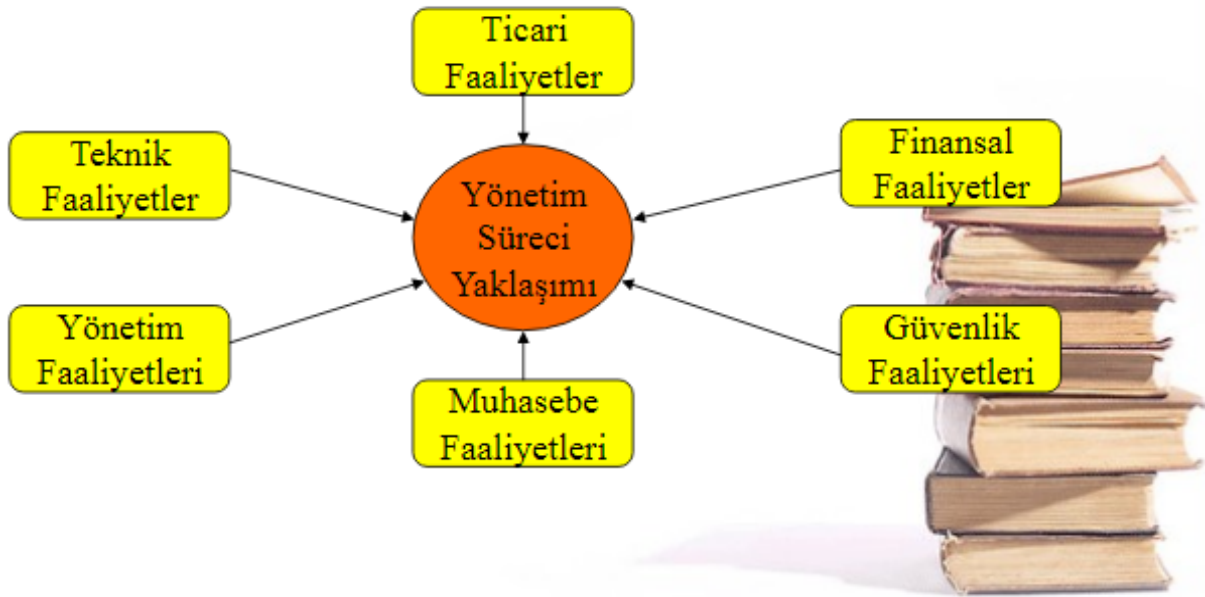 Ticari
Faaliyetler
Teknik
Faaliyetler
Finansal
Faaliyetler
Yönetim
Süreci
Yaklaşımı
Yönetim
Faaliyetleri
Güvenlik
Faaliyetleri
Muhasebe
Faaliyetleri